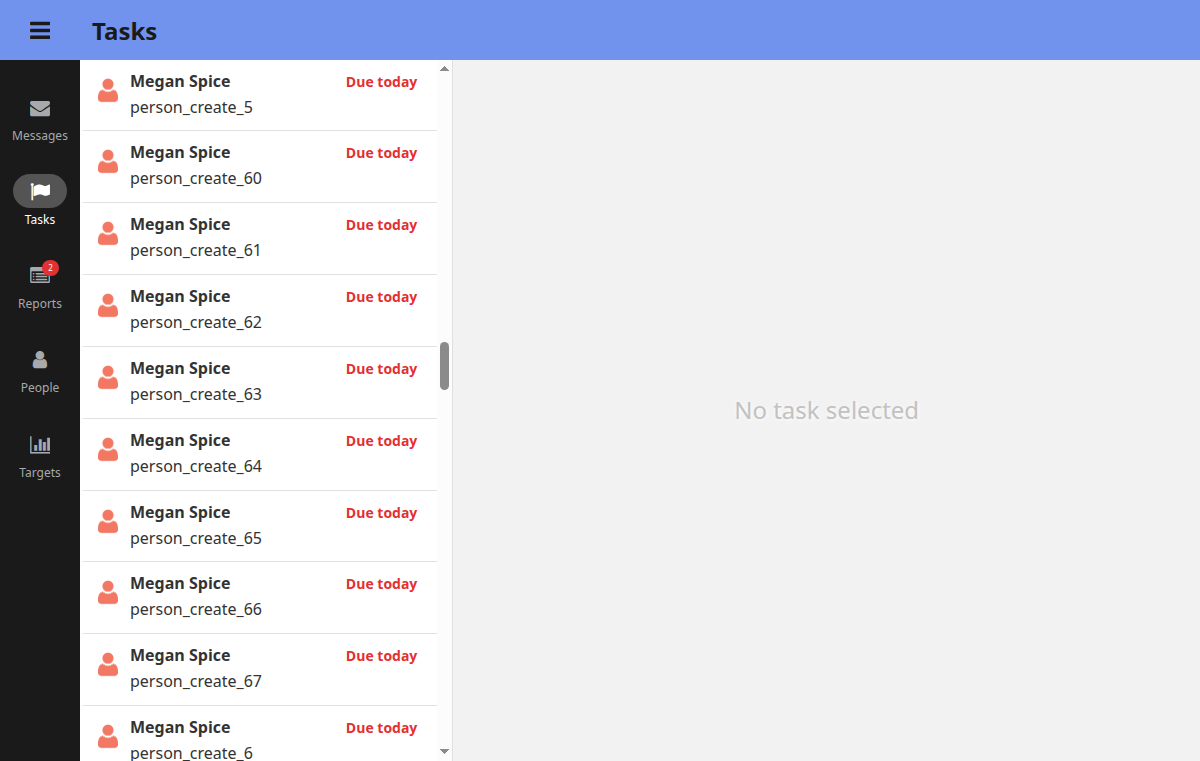 Tasks
Messages
Tasks
2
Reports
People
Targets
Megan Spice Due today
person_create_5
Megan Spice Due today
person_create_60
Megan Spice Due today
person_create_61
Megan Spice Due today
person_create_62
Megan Spice Due today
person_create_63
Megan Spice Due today
person_create_64
Megan Spice Due today
person_create_65
Megan Spice Due today
person_create_66
Megan Spice Due today
person_create_67
Megan Spice Due today
person_create_6
No task selected